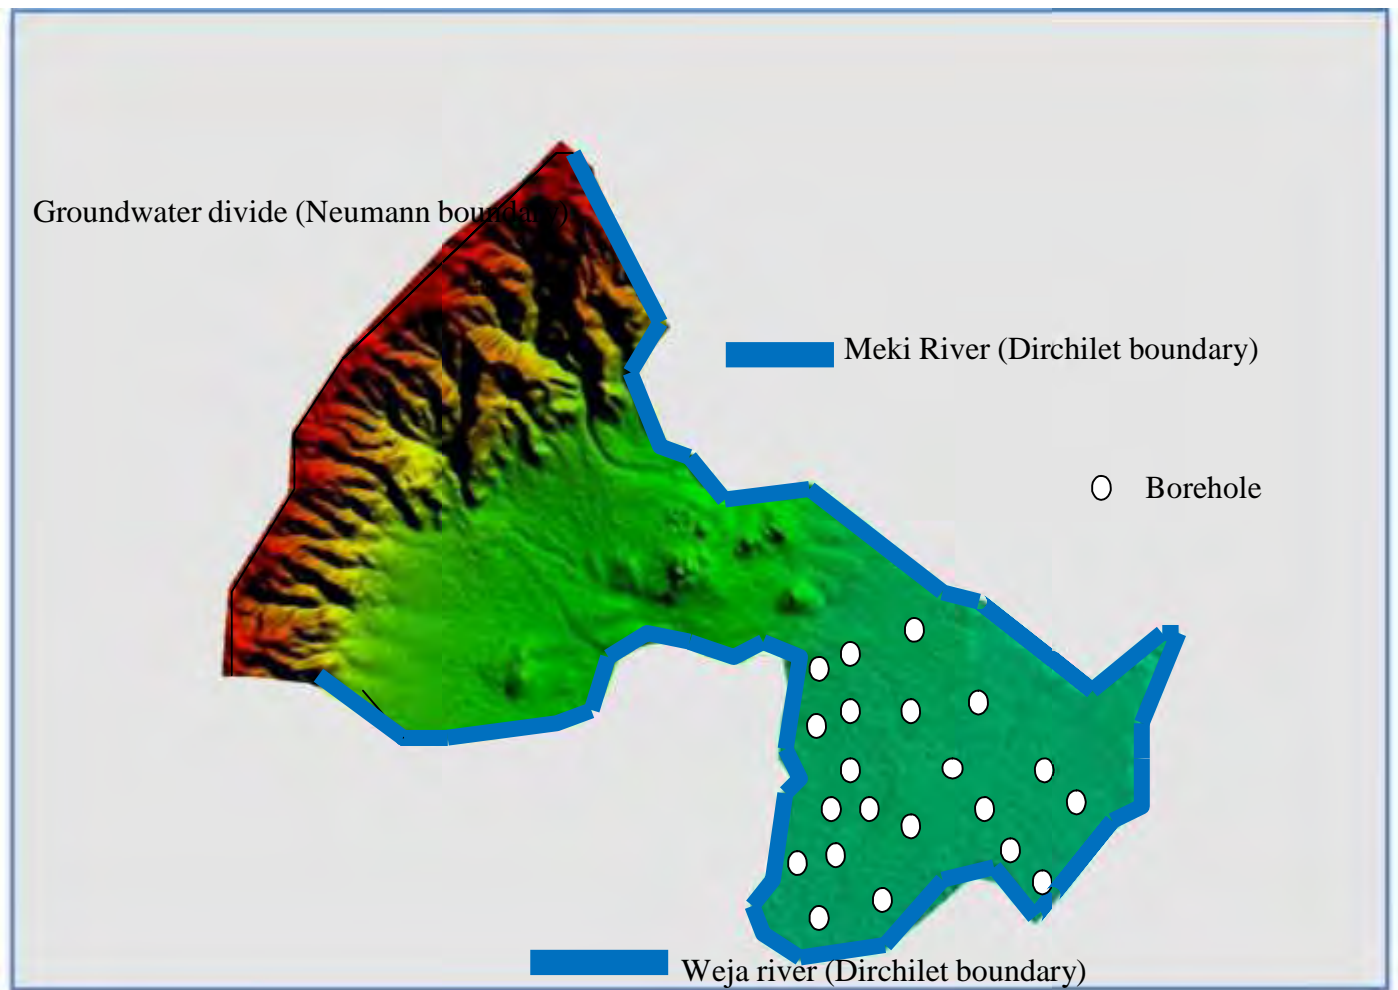 Groundwater divide (Neumann boundary)
Meki River (Dirchilet boundary)
Borehole
Weja river (Dirchilet boundary)